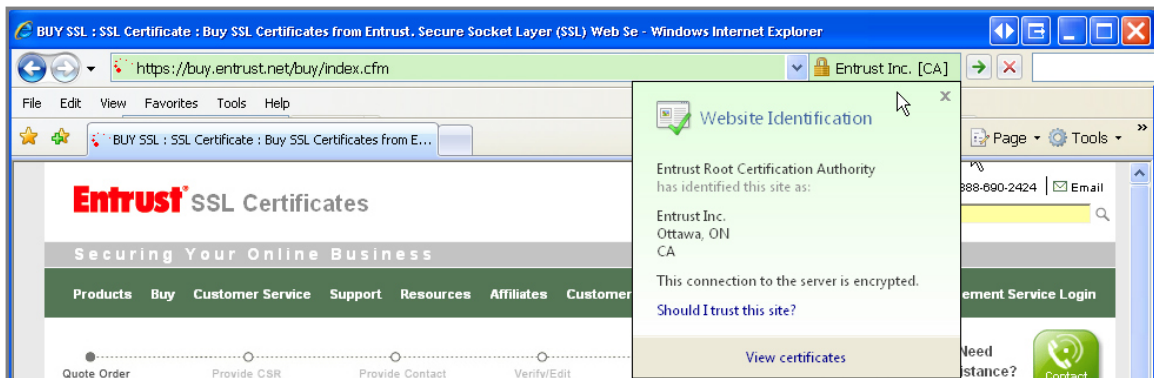 BUY SSL : SSL Certificate : Buy SSL Certificates from Entrust. Secure Socket Layer (SSL) Web Se - Windows Internet Explorer
https://buy.entrust.net/buy/index.cfm
Entrust Inc. [CA]
File Edit View Favorites Tools Help
BUY SSL : SSL Certificate : Buy SSL Certificates from E...
Page Tools »
Website Identification
Entrust Root Certification Authority
has identified this site as:
Entrust Inc.
Ottawa, ON
CA
This connection to the server is encrypted.
Should I trust this site?
View certificates
888-690-2424 Email
Entrust SSL Certificates
Securing Your Online Business
Products Buy Customer Service Support Resources Affiliates Customer
ement Service Login
Need
istance?
Contact
Quote Order Provide CSR Provide Contact Verify/Edit